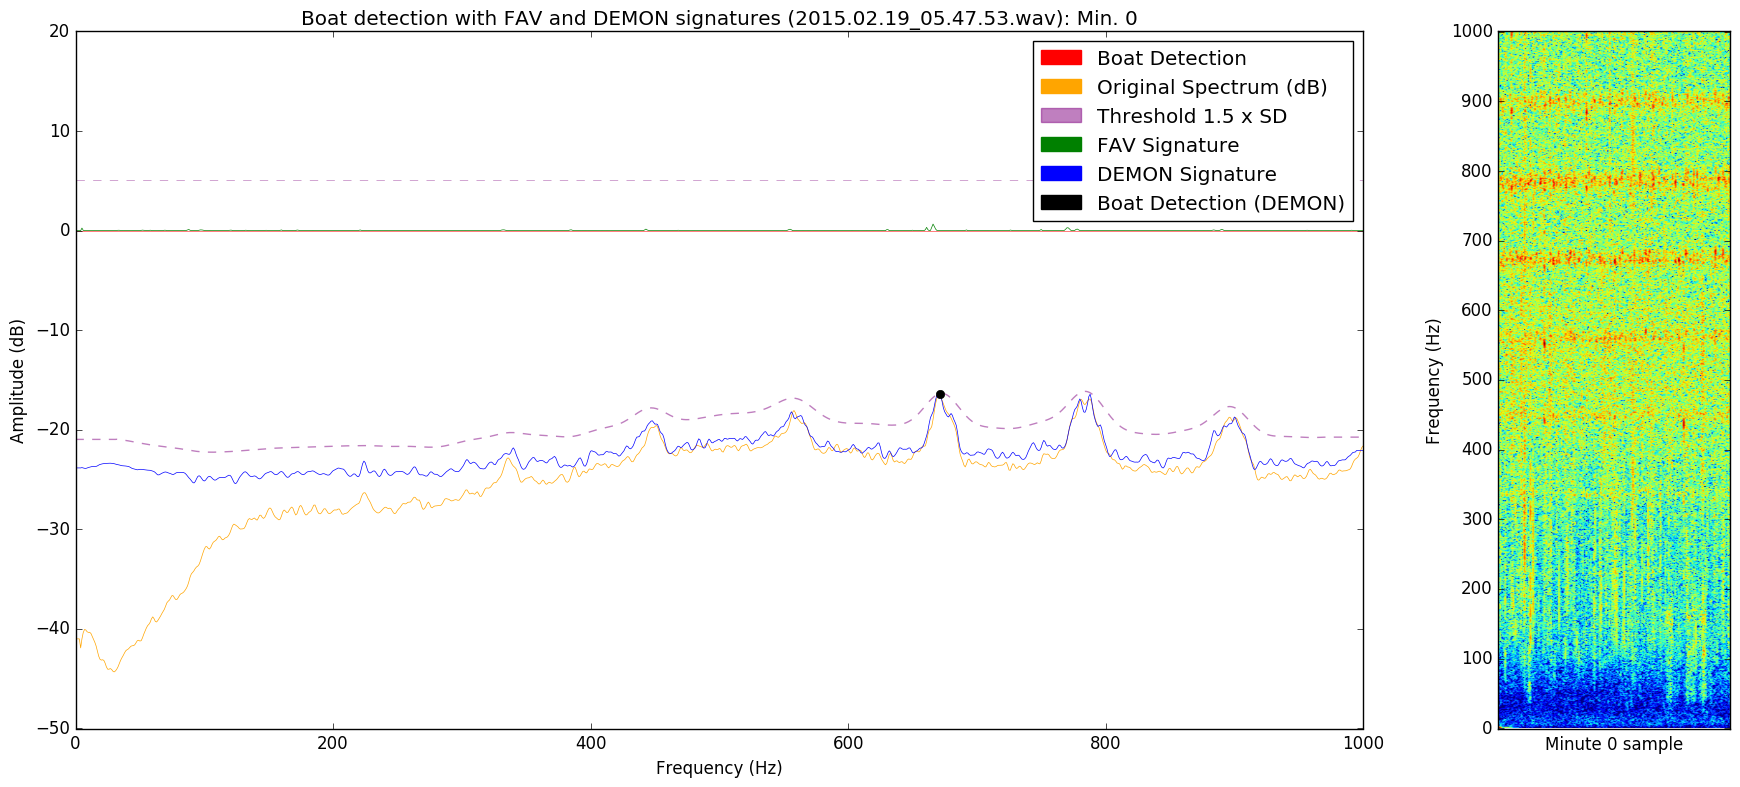 Boat detection with FAV and DEMON signatures (2015.02.19_05.47.53.wav): Min. 0
Boat Detection
Original Spectrum (dB)
Threshold 1.5 x SD
FAV Signature
DEMON Signature
Boat Detection (DEMON)
Amplitude (dB)
20
10
0
−10
−20
−30
−40
−50
0
200
400
600
800
1000
Frequency (Hz)
Frequency (Hz)
1000
900
800
700
600
500
400
300
200
100
0
Minute 0 sample